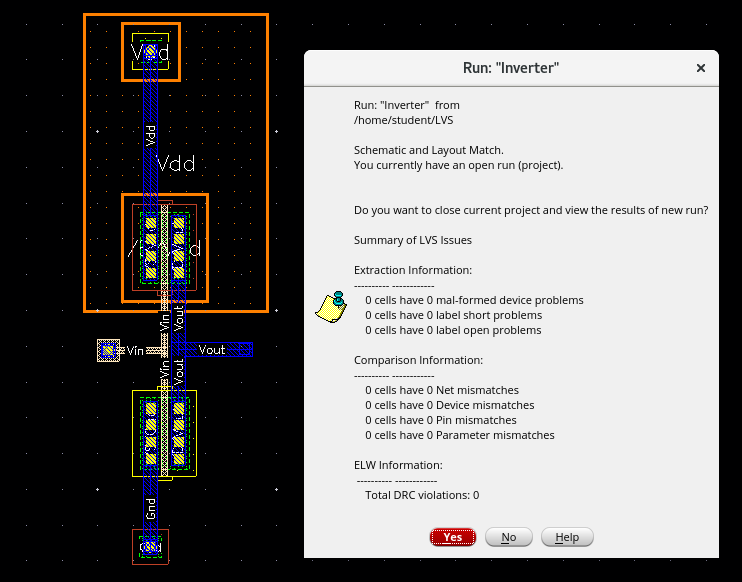 Vdd
Vdd
Vdd
Vin
Vout
Vin
Vout
Vin
Vout
Gnd
Run: "Inverter"
×
Run: "Inverter"  from
/home/student/LVS
Schematic and Layout Match.
You currently have an open run (project).
Do you want to close current project and view the results of new run?
Summary of LVS Issues
Extraction Information:
---------- ------------
0 cells have 0 mal-formed device problems
0 cells have 0 label short problems
0 cells have 0 label open problems
Comparison Information:
---------- ------------
0 cells have 0 Net mismatches
0 cells have 0 Device mismatches
0 cells have 0 Pin mismatches
0 cells have 0 Parameter mismatches
ELW Information:
---------- ------------
Total DRC violations: 0
Yes
No
Help